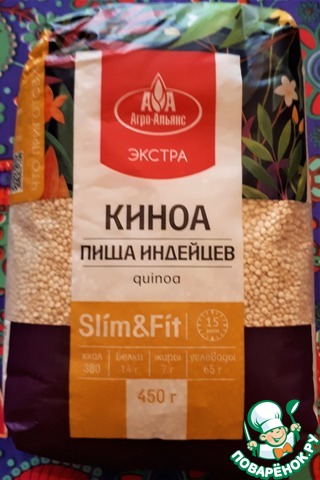 Агро-Альянс
ЭКСТРА
КИНОА
ПИЩА ИНДЕЙЦЕВ
quinoa
Slim&Fit
15
ккал белки жиры углеводы
380 14 г 7 г 65 г
450 г
ПОВАРЁНОК.РУ